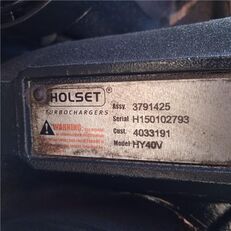 HOLSET
TURBOCHARGERS
Assy. 3791425
Serial H150102793
Cust. 4033191
Model HY40V
WARNING